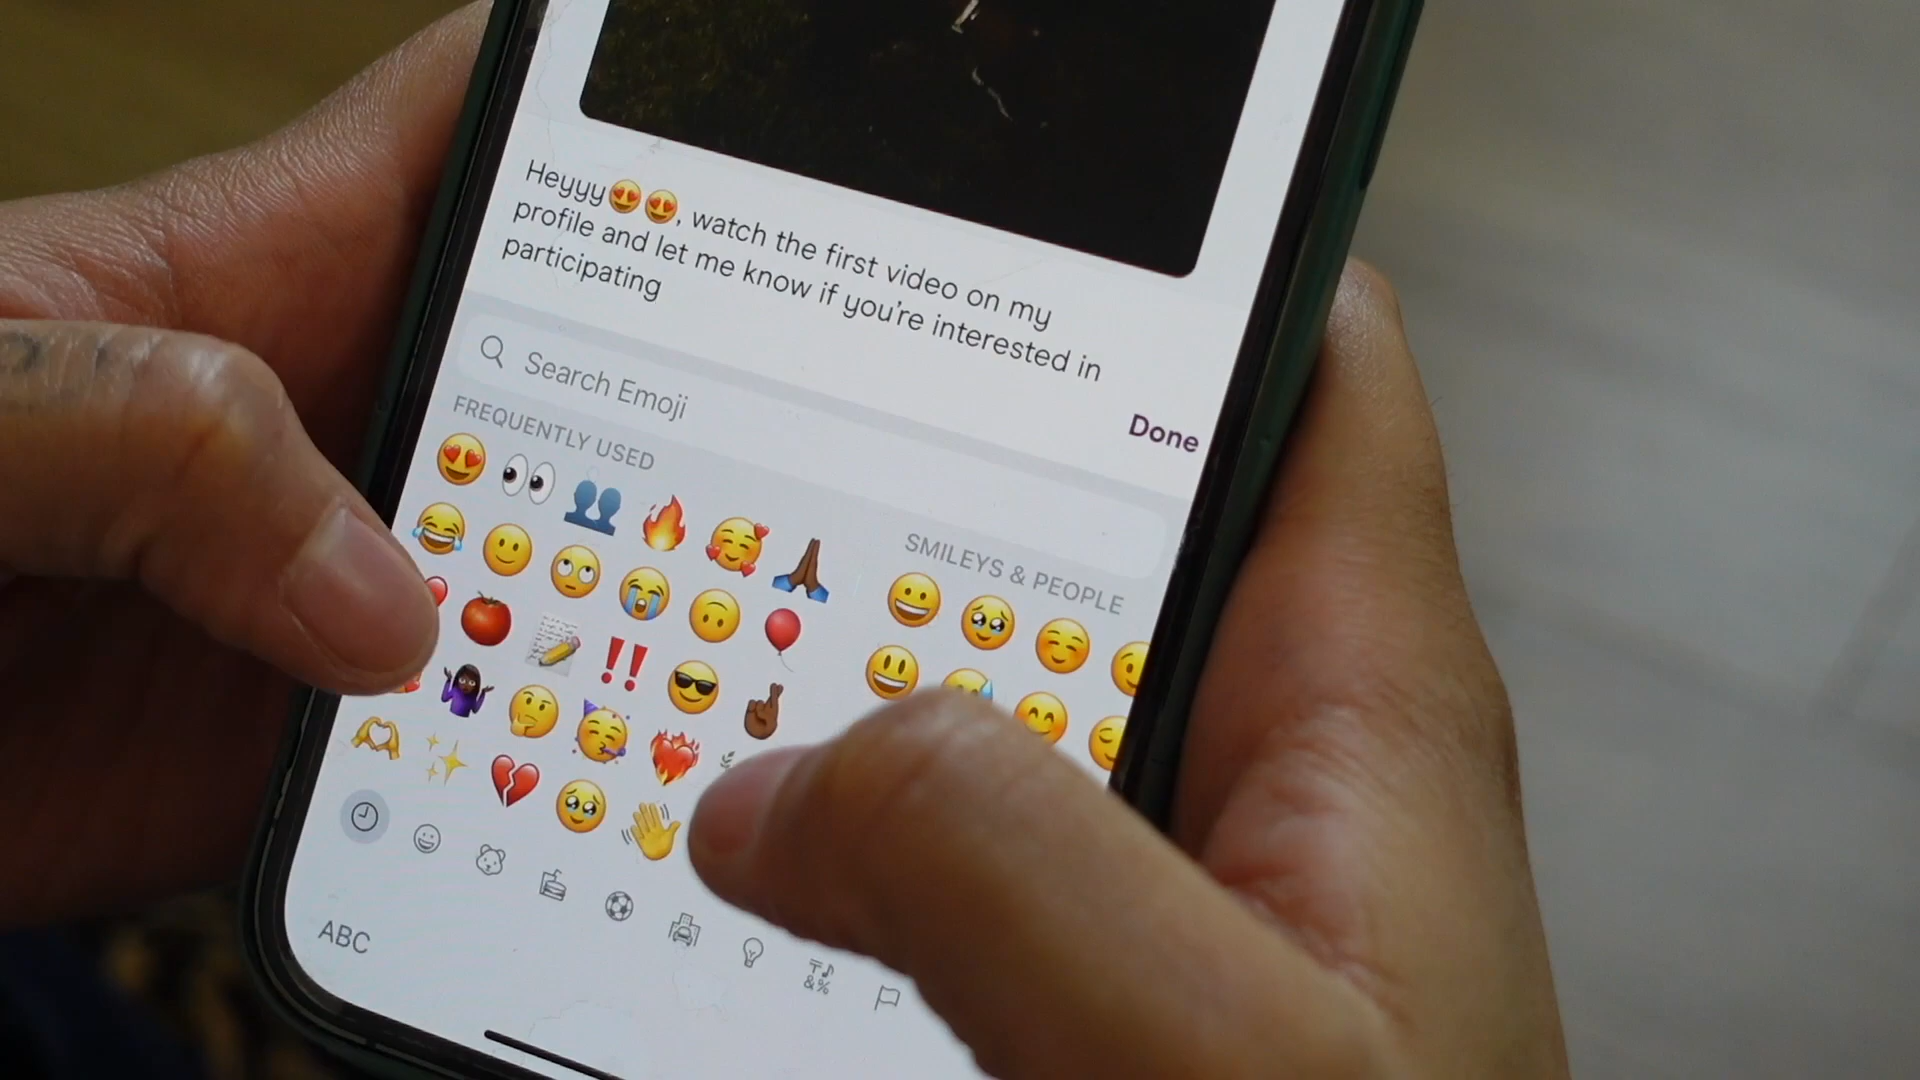 Heyyy😍😍, watch the first video on my
profile and let me know if you're interested in
participating
Search Emoji
Done
FREQUENTLY USED
SMILEYS & PEOPLE
ABC